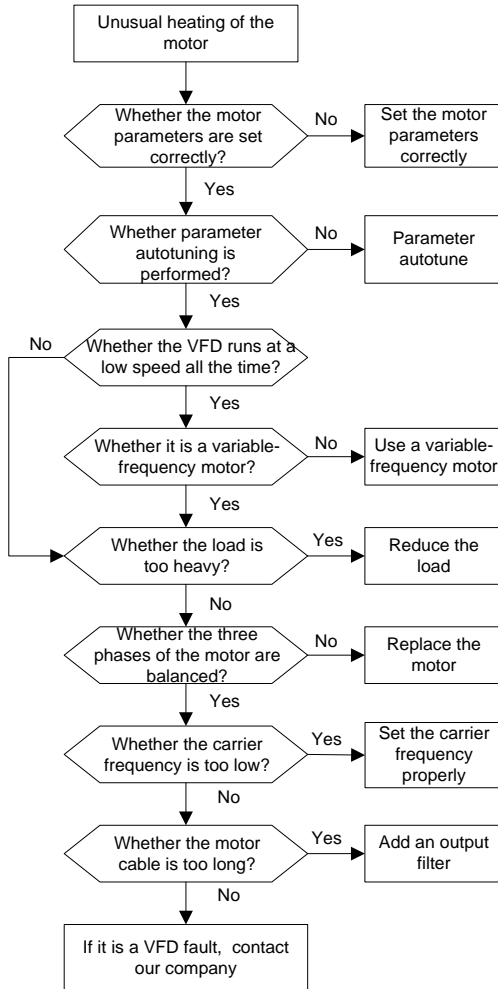 Unusual heating of the
motor
Whether the motor
parameters are set
correctly?
No
Set the motor
parameters
correctly
Yes
Whether parameter
autotuning is
performed?
No
Parameter
autotune
Yes
No
Whether the VFD runs at a
low speed all the time?
Yes
Whether it is a variable-
frequency motor?
No
Use a variable-
frequency motor
Yes
Whether the load is
too heavy?
Yes
Reduce the
load
No
Whether the three
phases of the motor are
balanced?
No
Replace the
motor
Yes
Whether the carrier
frequency is too low?
Yes
Set the carrier
frequency
properly
No
Whether the motor
cable is too long?
Yes
Add an output
filter
No
If it is a VFD fault, contact
our company